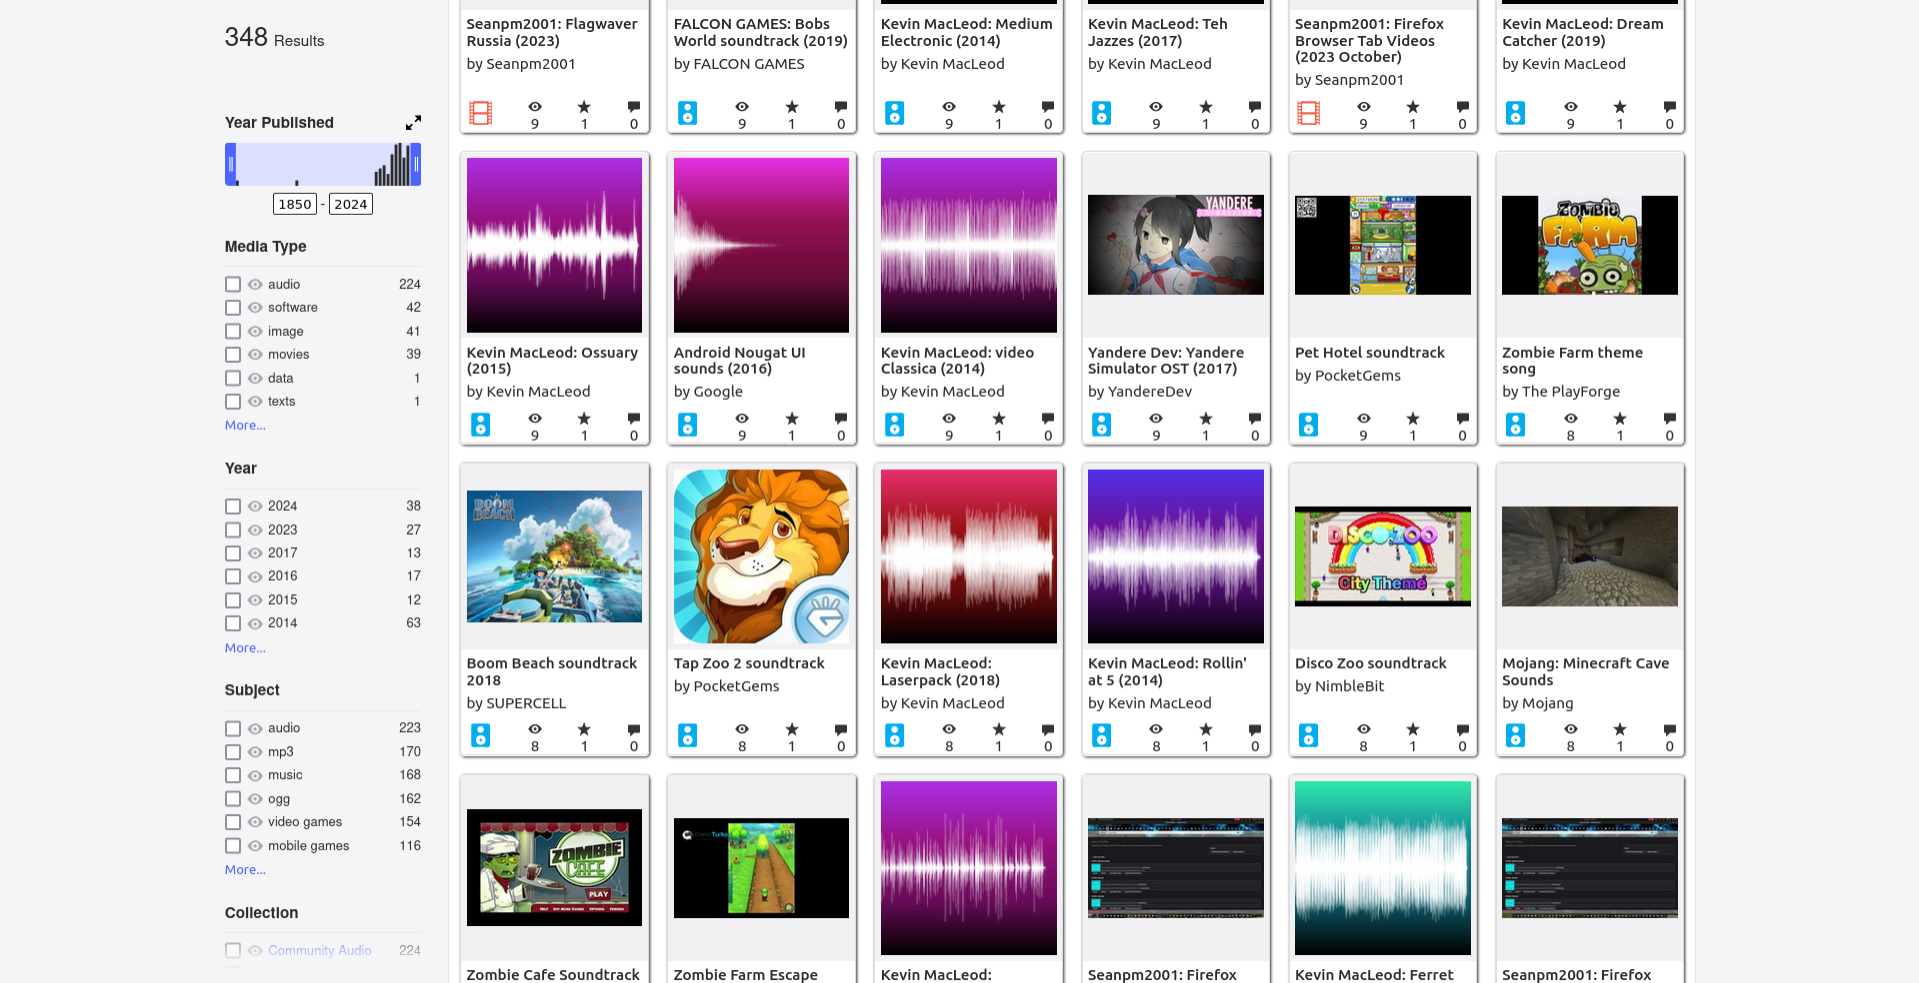 348 Results
Year Published
1850 - 2024
Media Type
audio 224
software 42
image 41
movies 39
data 1
texts 1
More...
Year
2024 38
2023 27
2017 13
2016 17
2015 12
2014 63
More...
Subject
audio 223
mp3 170
music 168
ogg 162
video games 154
mobile games 116
More...
Collection
Community Audio 224
Seanpm2001: Flagwaver
Russia (2023)
by Seanpm2001
9 1 0
FALCON GAMES: Bobs
World soundtrack (2019)
by FALCON GAMES
9 1 0
Kevin MacLeod: Medium
Electronic (2014)
by Kevin MacLeod
9 1 0
Kevin MacLeod: Teh
Jazzes (2017)
by Kevin MacLeod
9 1 0
Seanpm2001: Firefox
Browser Tab Videos
(2023 October)
by Seanpm2001
9 1 0
Kevin MacLeod: Dream
Catcher (2019)
by Kevin MacLeod
9 1 0
Kevin MacLeod: Ossuary
(2015)
by Kevin MacLeod
9 1 0
Android Nougat UI
sounds (2016)
by Google
9 1 0
Kevin MacLeod: video
Classica (2014)
by Kevin MacLeod
9 1 0
YANDERE
Yandere Dev: Yandere
Simulator OST (2017)
by YandereDev
9 1 0
Pet Hotel soundtrack
by PocketGems
9 1 0
ZOMBIE
FARM
Zombie Farm theme
song
by The PlayForge
8 1 0
BOOM
BEACH
Boom Beach soundtrack
2018
by SUPERCELL
8 1 0
Tap Zoo 2 soundtrack
by PocketGems
8 1 0
Kevin MacLeod:
Laserpack (2018)
by Kevin MacLeod
8 1 0
Kevin MacLeod: Rollin'
at 5 (2014)
by Kevin MacLeod
8 1 0
DISCO ZOO
City Theme
Disco Zoo soundtrack
by NimbleBit
8 1 0
Mojang: Minecraft Cave
Sounds
by Mojang
8 1 0
ZOMBIE
CAFE
PLAY
Zombie Cafe Soundtrack
Zombie Farm Escape
Kevin MacLeod:
Seanpm2001: Firefox
Kevin MacLeod: Ferret
Seanpm2001: Firefox